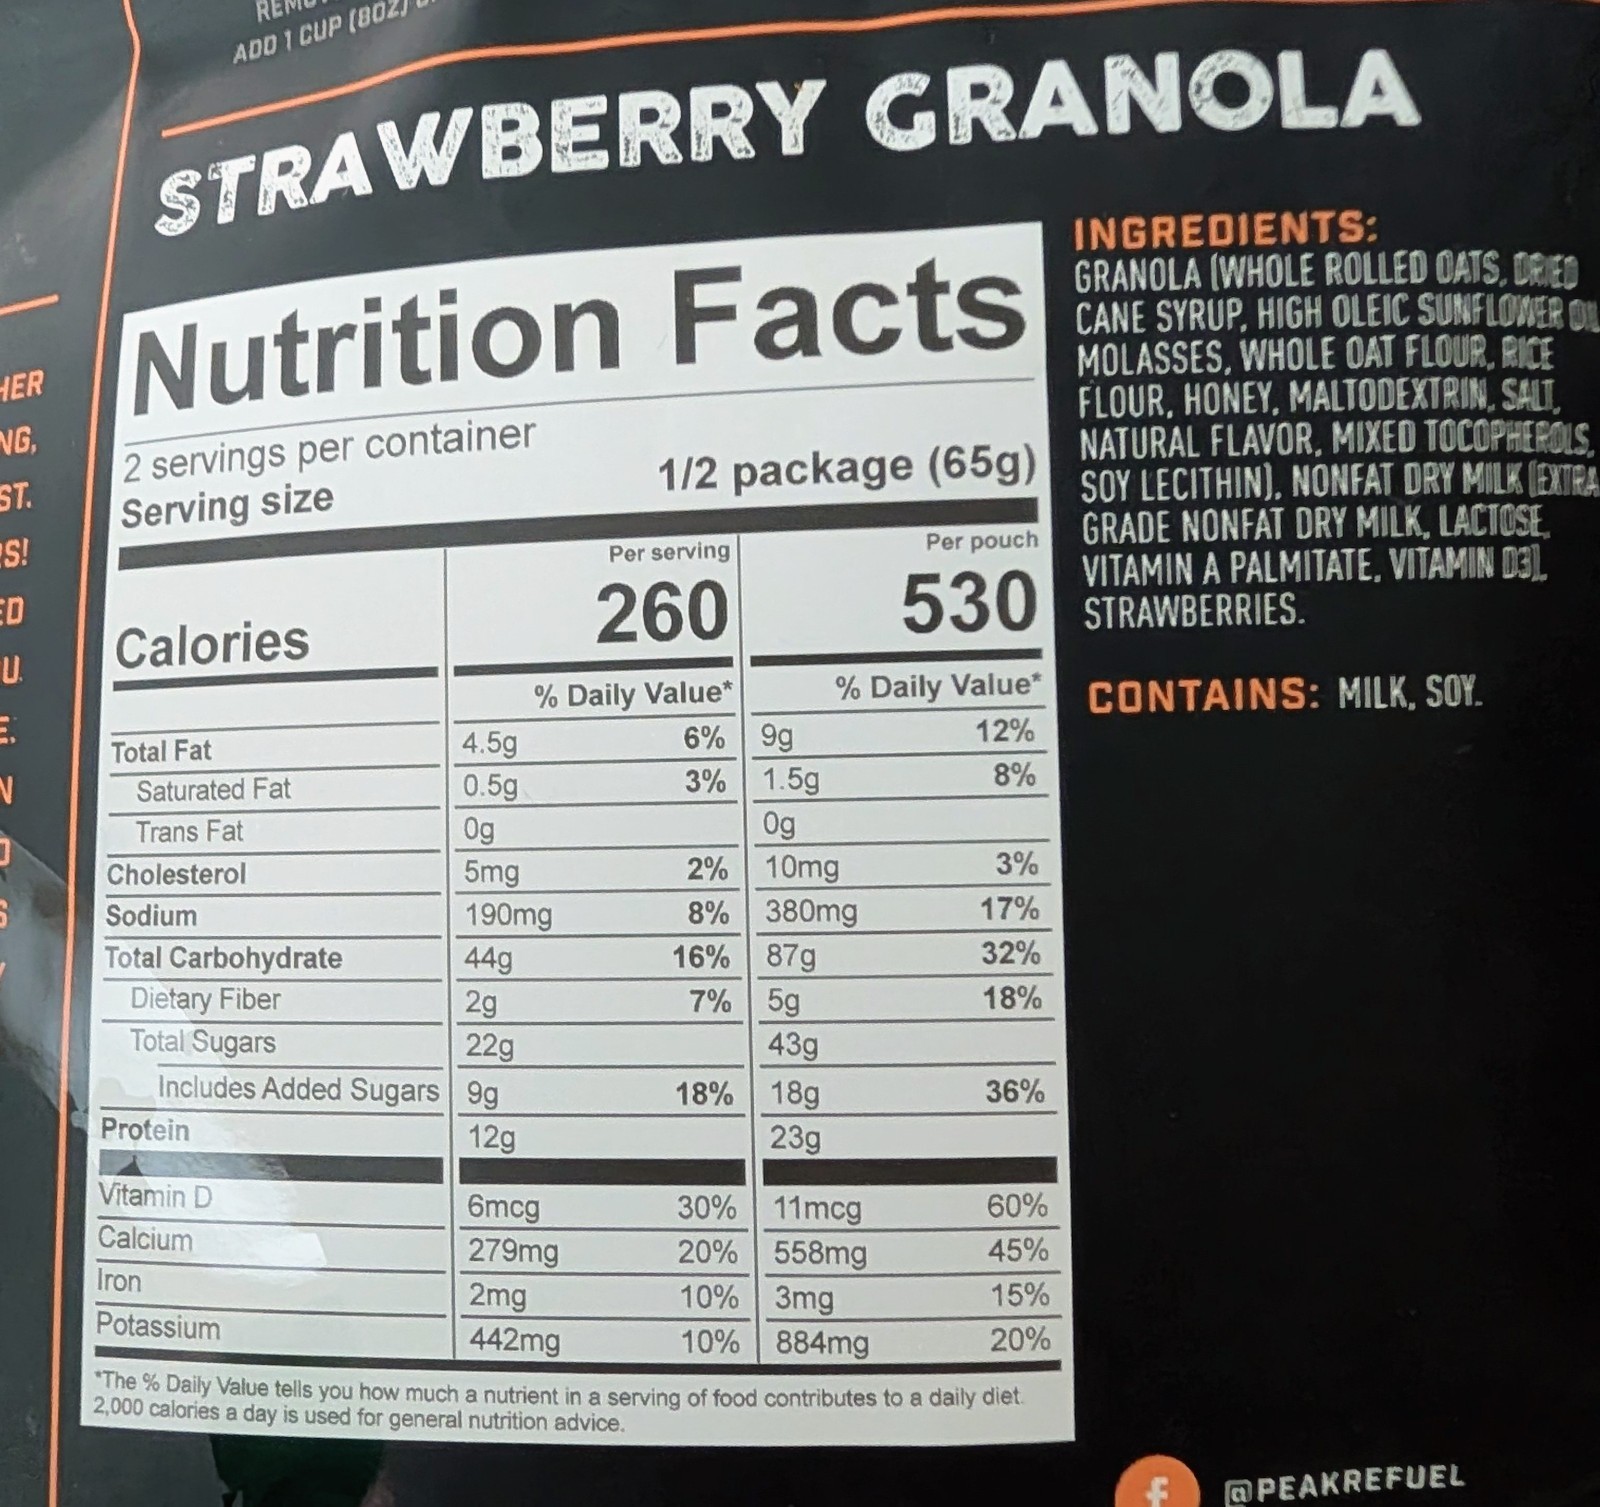 ADD 1 CUP (8OZ)
STRAWBERRY GRANOLA
Nutrition Facts
2 servings per container
Serving size 1/2 package (65g)
Per serving Per pouch
Calories 260 530
% Daily Value* % Daily Value*
Total Fat 4.5g 6% 9g 12%
Saturated Fat 0.5g 3% 1.5g 8%
Trans Fat 0g 0g
Cholesterol 5mg 2% 10mg 3%
Sodium 190mg 8% 380mg 17%
Total Carbohydrate 44g 16% 87g 32%
Dietary Fiber 2g 7% 5g 18%
Total Sugars 22g 43g
Includes Added Sugars 9g 18% 18g 36%
Protein 12g 23g
Vitamin D 6mcg 30% 11mcg 60%
Calcium 279mg 20% 558mg 45%
Iron 2mg 10% 3mg 15%
Potassium 442mg 10% 884mg 20%
*The % Daily Value tells you how much a nutrient in a serving of food contributes to a daily diet.
2,000 calories a day is used for general nutrition advice.
INGREDIENTS:
GRANOLA (WHOLE ROLLED OATS, DRIED
CANE SYRUP, HIGH OLEIC SUNFLOWER OIL
MOLASSES, WHOLE OAT FLOUR, RICE
FLOUR, HONEY, MALTODEXTRIN, SALT,
NATURAL FLAVOR, MIXED TOCOPHEROLS,
SOY LECITHIN), NONFAT DRY MILK (EXTRA
GRADE NONFAT DRY MILK, LACTOSE,
VITAMIN A PALMITATE, VITAMIN D3),
STRAWBERRIES.
CONTAINS: MILK, SOY.
@PEAKREFUEL